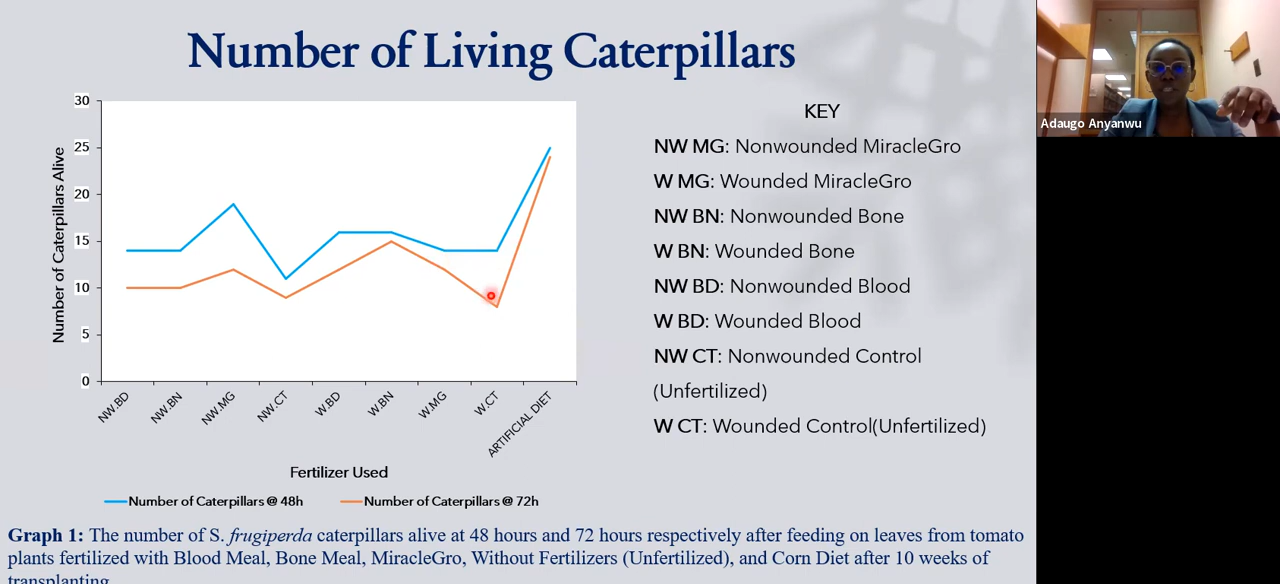 Number of Living Caterpillars
Number of Caterpillars Alive
30
25
20
15
10
5
0
NW.BD
NW.BN
NW.MG
NW.CT
W.BD
W.BN
W.MG
W.CT
ARTIFICIAL DIET
Fertilizer Used
Number of Caterpillars @ 48h
Number of Caterpillars @ 72h
KEY
NW MG: Nonwounded MiracleGro
W MG: Wounded MiracleGro
NW BN: Nonwounded Bone
W BN: Wounded Bone
NW BD: Nonwounded Blood
W BD: Wounded Blood
NW CT: Nonwounded Control
(Unfertilized)
W CT: Wounded Control(Unfertilized)
Graph 1: The number of S. frugiperda caterpillars alive at 48 hours and 72 hours respectively after feeding on leaves from tomato
plants fertilized with Blood Meal, Bone Meal, MiracleGro, Without Fertilizers (Unfertilized), and Corn Diet after 10 weeks of
transplanting
Adaugo Anyanwu